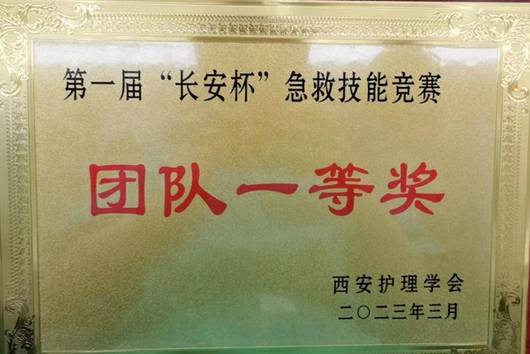 第一届“长安杯”急救技能竞赛
团队一等奖
西安护理学会
二〇二三年三月